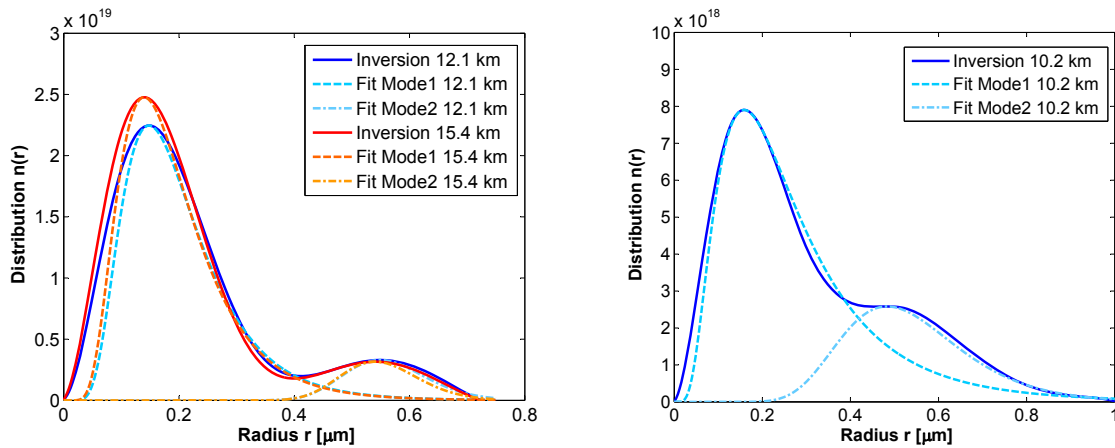 x 10^19
3
2.5
2
1.5
1
0.5
0
0
0.2
0.4
0.6
0.8
Distribution n(r)
Radius r [μm]
Inversion 12.1 km
Fit Mode1 12.1 km
Fit Mode2 12.1 km
Inversion 15.4 km
Fit Mode1 15.4 km
Fit Mode2 15.4 km
x 10^18
10
9
8
7
6
5
4
3
2
1
0
0
0.2
0.4
0.6
0.8
1
Distribution n(r)
Radius r [μm]
Inversion 10.2 km
Fit Mode1 10.2 km
Fit Mode2 10.2 km